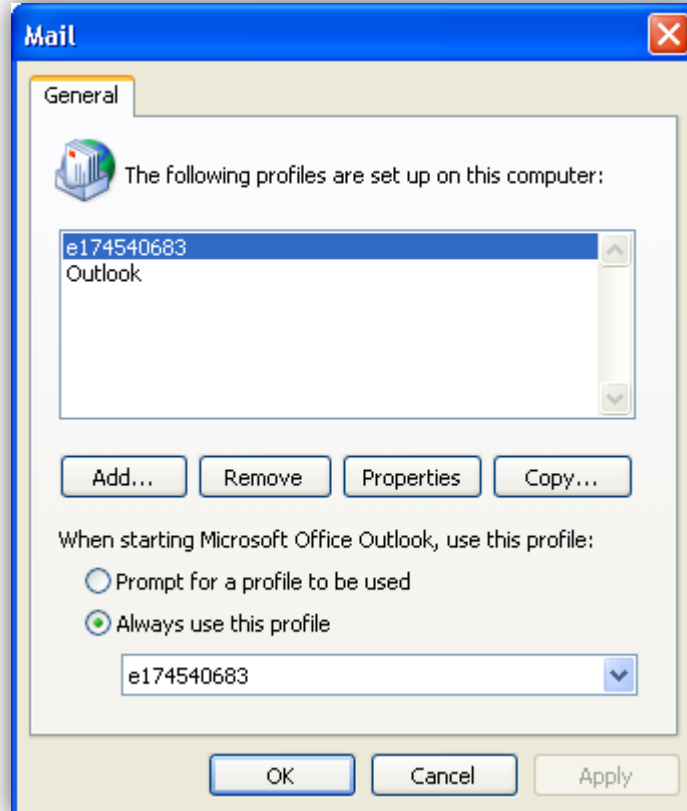 Mail
General
The following profiles are set up on this computer:
e174540683
Outlook
Add... Remove Properties Copy...
When starting Microsoft Office Outlook, use this profile:
Prompt for a profile to be used
Always use this profile
e174540683
OK Cancel Apply